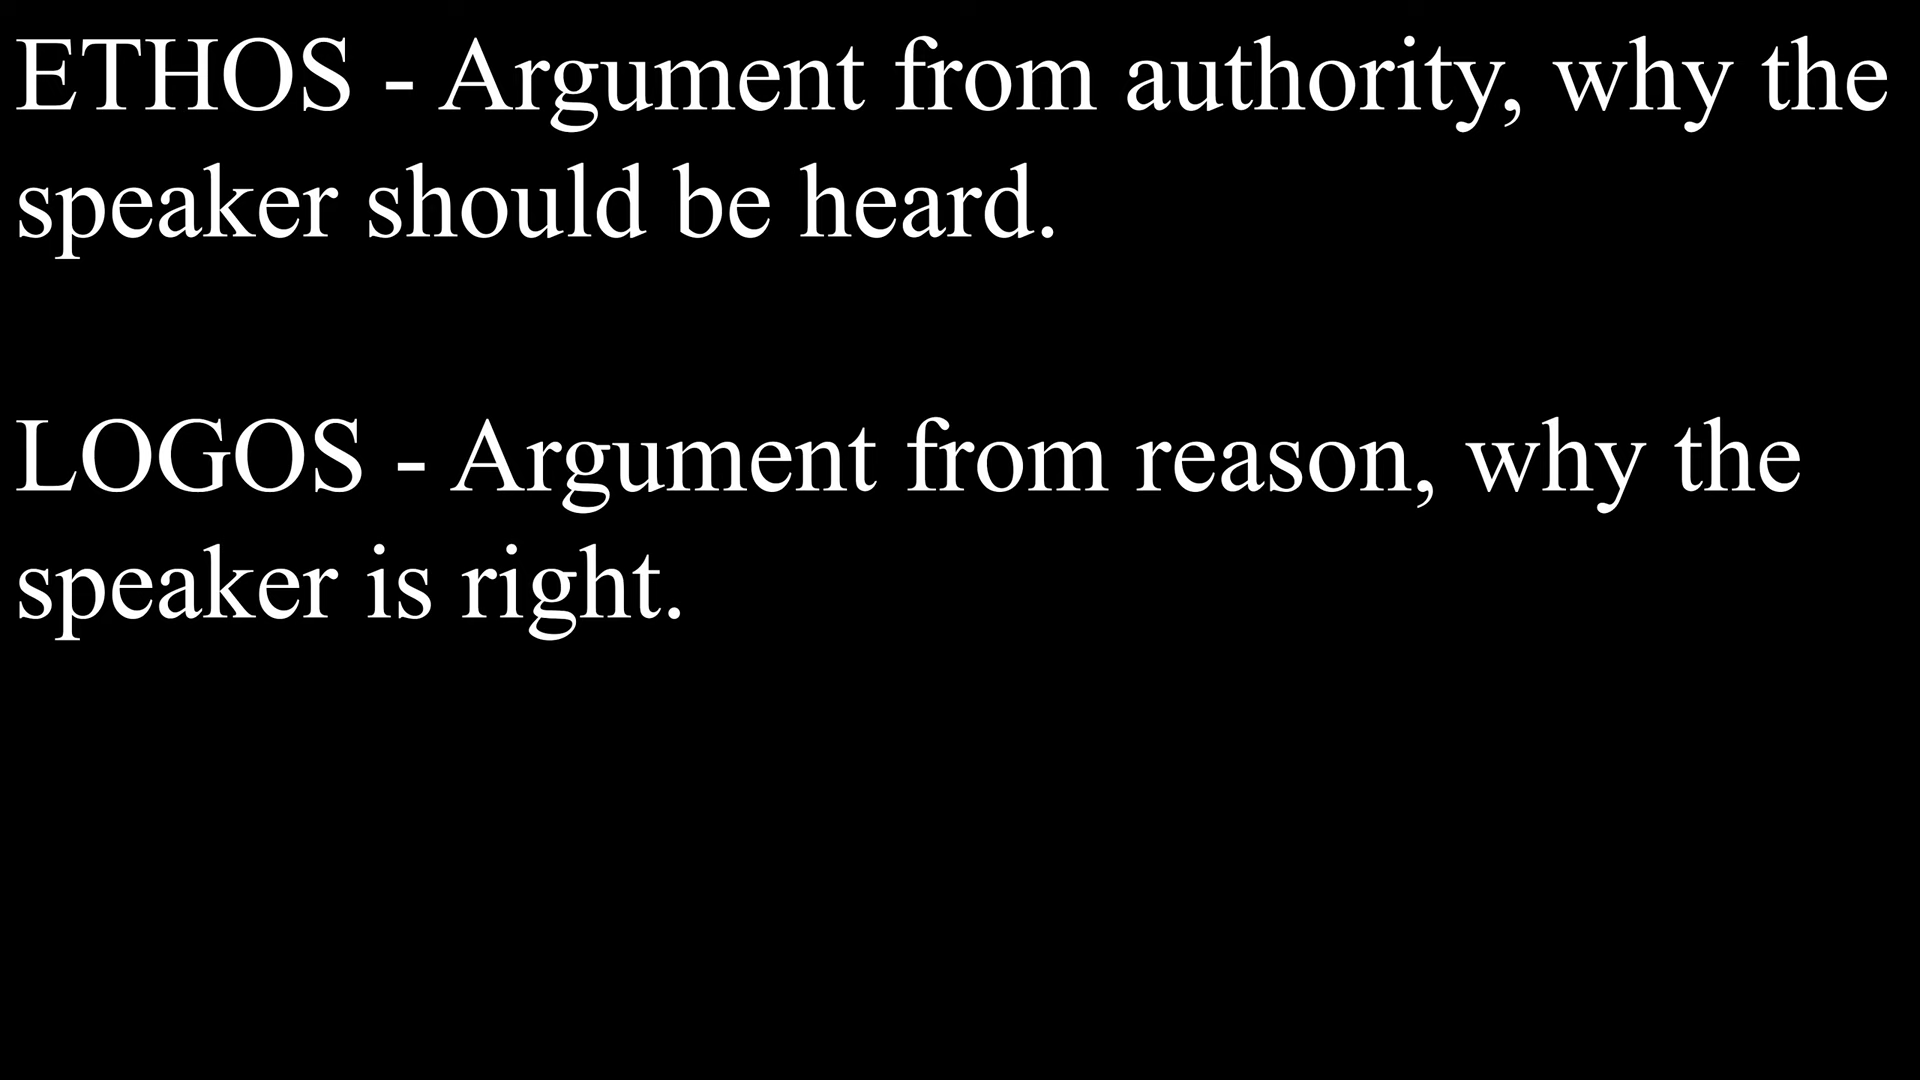 ETHOS - Argument from authority, why the
speaker should be heard.
LOGOS - Argument from reason, why the
speaker is right.